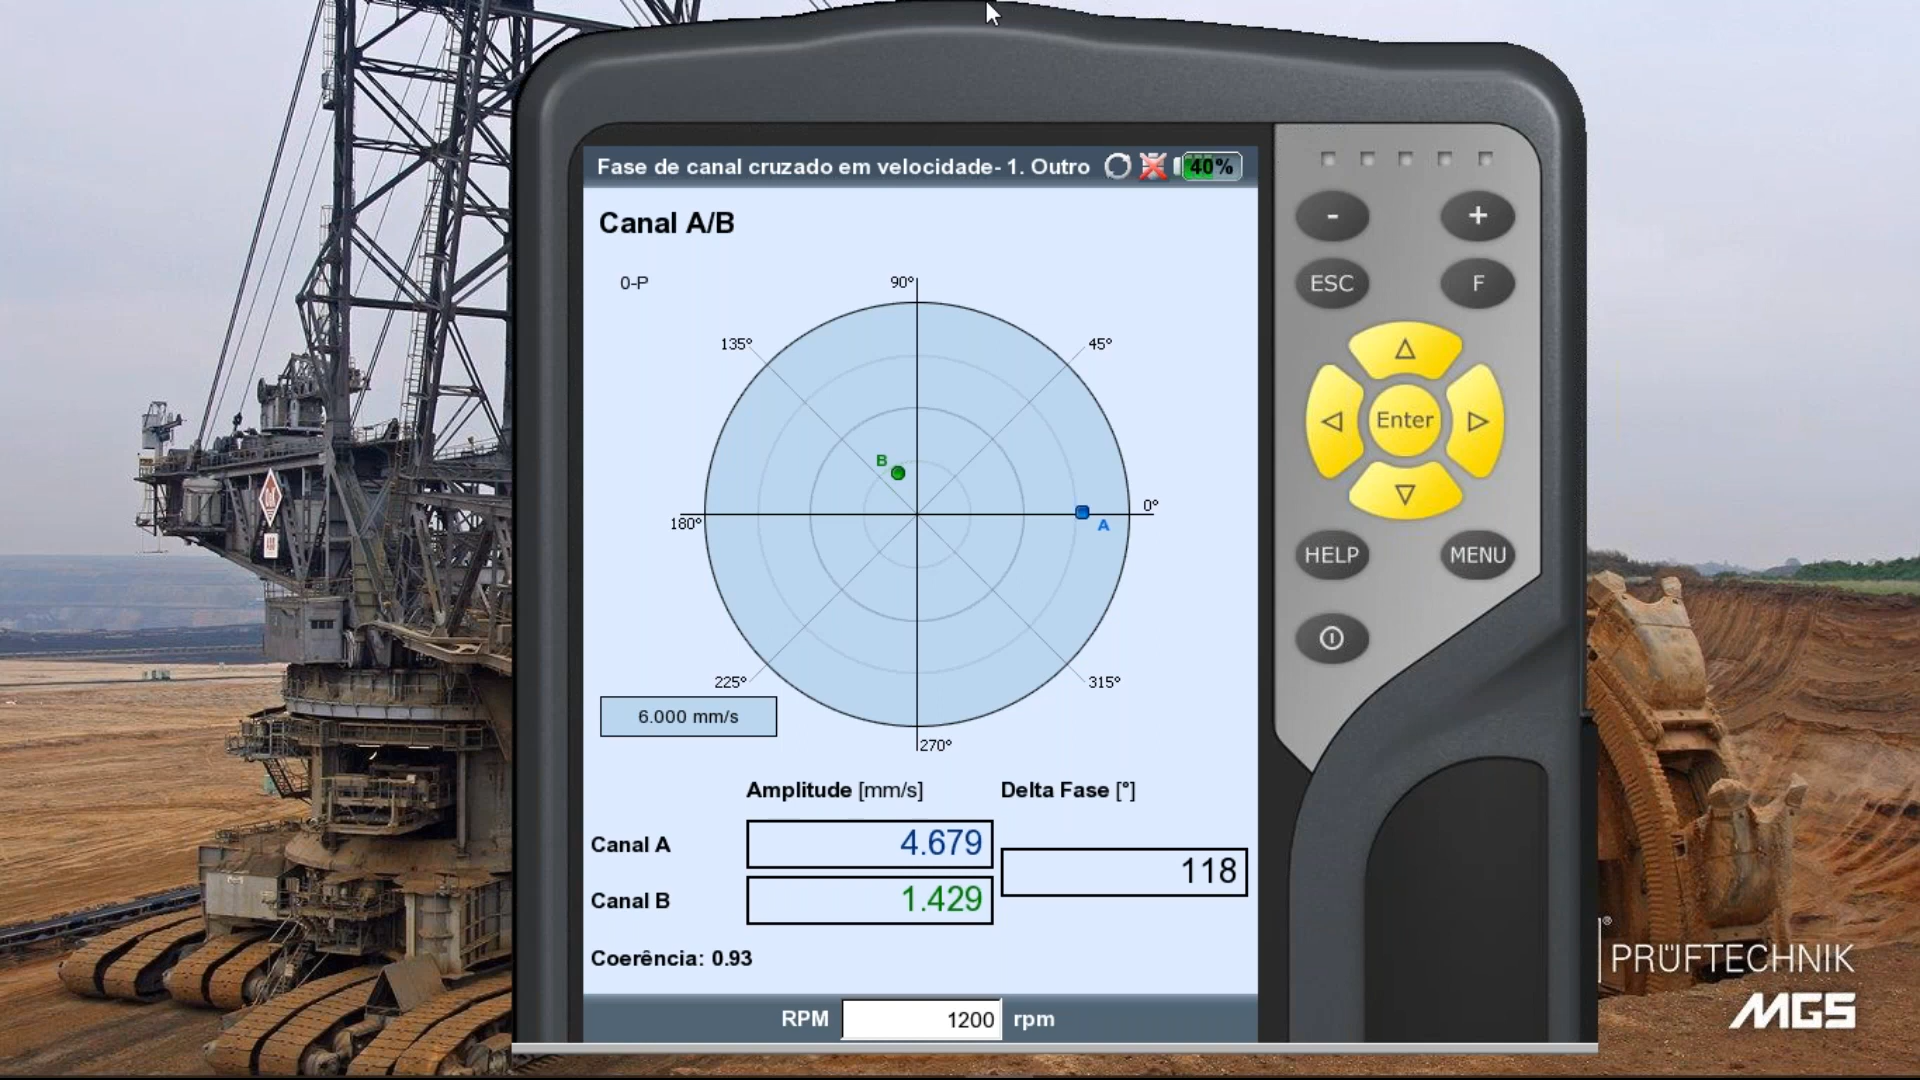 Fase de canal cruzado em velocidade- 1. Outro 40%
Canal A/B
0-P
90°
135°
45°
B
0°
A
180°
225°
315°
6.000 mm/s
270°
Amplitude [mm/s] Delta Fase [°]
Canal A 4.679
118
Canal B 1.429
Coerência: 0.93
RPM 1200 rpm
- +
ESC F
Enter
HELP MENU
® PRÜFTECHNIK
MGS